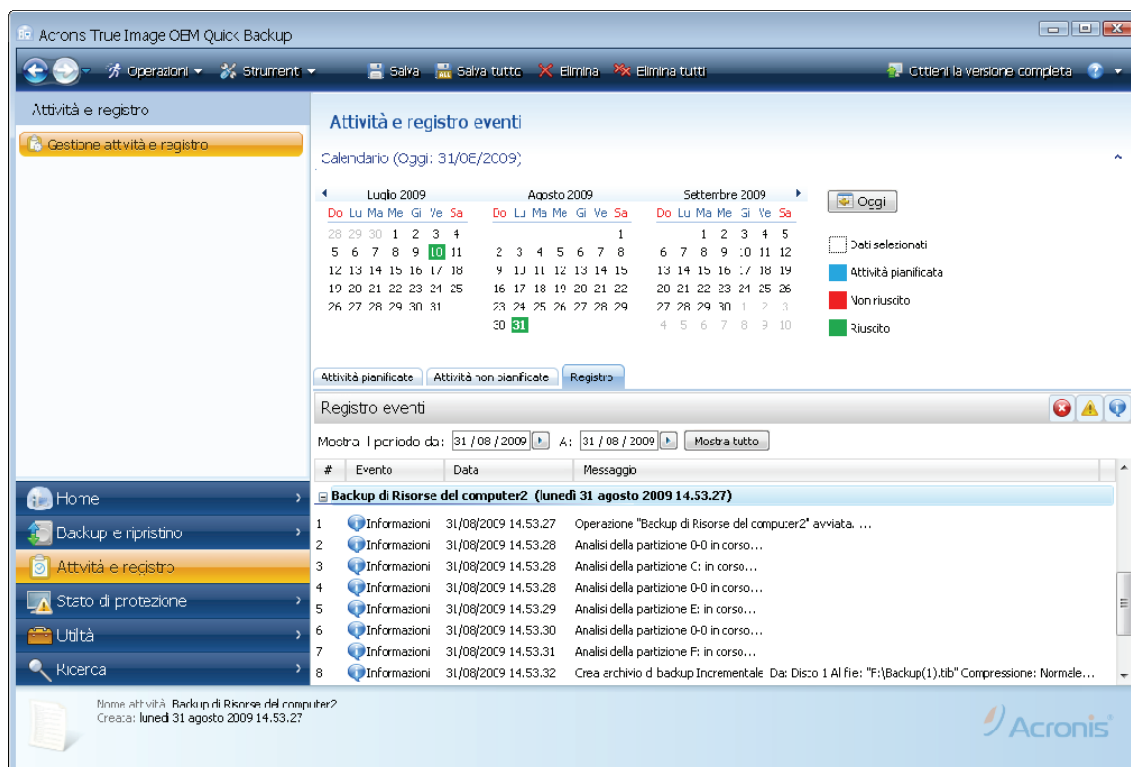 Acronis True Image OEM Quick Backup
Operazioni Strumenti Salva Salva tutto Elimina Elimina tutti Ottieni la versione completa
Attività e registro
Gestione attività e registro
Attività e registro eventi
Calendario (Oggi: 31/08/2009)
Luglio 2009
Do Lu Ma Me Gi Ve Sa
28 29 30 1 2 3 4
5 6 7 8 9 10 11
12 13 14 15 16 17 18
19 20 21 22 23 24 25
26 27 28 29 30 31
Agosto 2009
Do Lu Ma Me Gi Ve Sa
1
2 3 4 5 6 7 8
9 10 11 12 13 14 15
16 17 18 19 20 21 22
23 24 25 26 27 28 29
30 31
Settembre 2009
Do Lu Ma Me Gi Ve Sa
1 2 3 4 5
6 7 8 9 10 11 12
13 14 15 16 17 18 19
20 21 22 23 24 25 26
27 28 29 30 1 2 3
4 5 6 7 8 9 10
Oggi
Dati selezionati
Attività pianificata
Non riuscito
Riuscito
Attività pianificate Attività non pianificate Registro
Registro eventi
Mostra il periodo da: 31 / 08 / 2009 A: 31 / 08 / 2009 Mostra tutto
# Evento Data Messaggio
Backup di Risorse del computer2 (lunedì 31 agosto 2009 14.53.27)
1 Informazioni 31/08/2009 14.53.27 Operazione "Backup di Risorse del computer2" avviata. ...
2 Informazioni 31/08/2009 14.53.28 Analisi della partizione 0-0 in corso...
3 Informazioni 31/08/2009 14.53.28 Analisi della partizione C: in corso...
4 Informazioni 31/08/2009 14.53.28 Analisi della partizione 0-0 in corso...
5 Informazioni 31/08/2009 14.53.29 Analisi della partizione E: in corso...
6 Informazioni 31/08/2009 14.53.30 Analisi della partizione 0-0 in corso...
7 Informazioni 31/08/2009 14.53.31 Analisi della partizione F: in corso...
8 Informazioni 31/08/2009 14.53.32 Crea archivio di backup Incrementale Da: Disco 1 Al file: "F:\Backup(1).tib" Compressione: Normale...
Home
Backup e ripristino
Attività e registro
Stato di protezione
Utilità
Ricerca
Nome attività: Backup di Risorse del computer2
Creata: lunedì 31 agosto 2009 14.53.27
Acronis